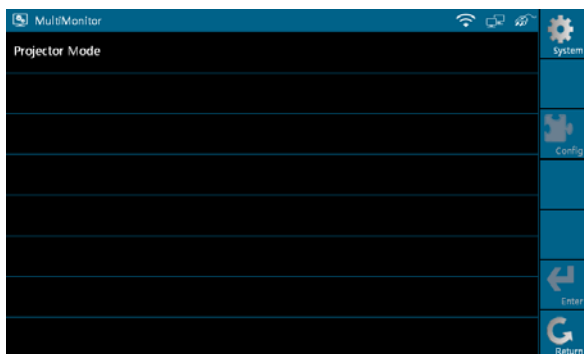 MultiMonitor
System
Projector Mode
Config
Enter
Return